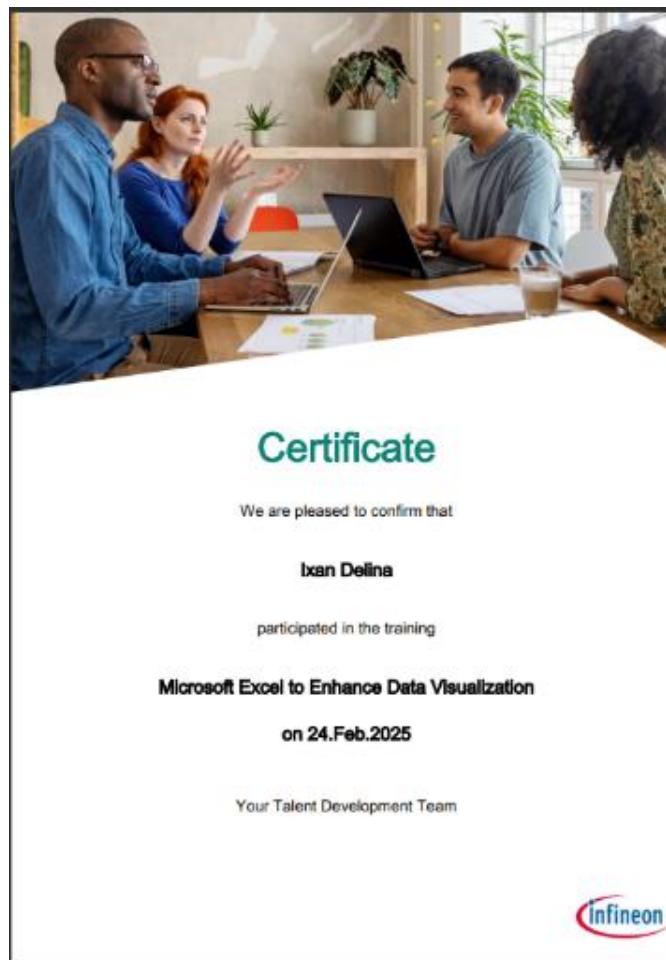 Certificate
We are pleased to confirm that
Ixan Delina
participated in the training
Microsoft Excel to Enhance Data Visualization
on 24.Feb.2025
Your Talent Development Team
infineon